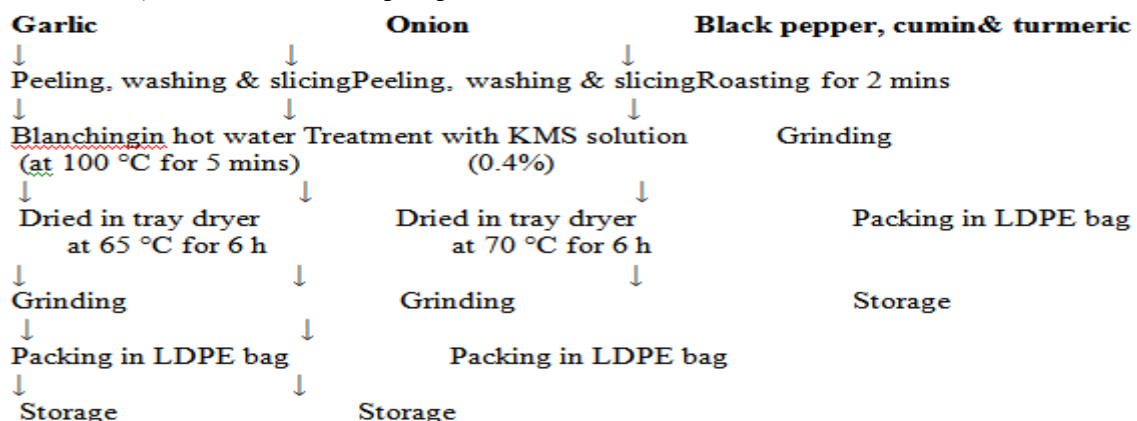 Garlic Onion Black pepper, cumin& turmeric
↓ ↓ ↓
Peeling, washing & slicingPeeling, washing & slicingRoasting for 2 mins
↓ ↓ ↓
Blanchingin hot water Treatment with KMS solution Grinding
(at 100 °C for 5 mins) (0.4%)
↓ ↓ ↓
Dried in tray dryer Dried in tray dryer Packing in LDPE bag
at 65 °C for 6 h at 70 °C for 6 h
↓ ↓ ↓
Grinding Grinding Storage
↓ ↓
Packing in LDPE bag Packing in LDPE bag
↓ ↓
Storage Storage